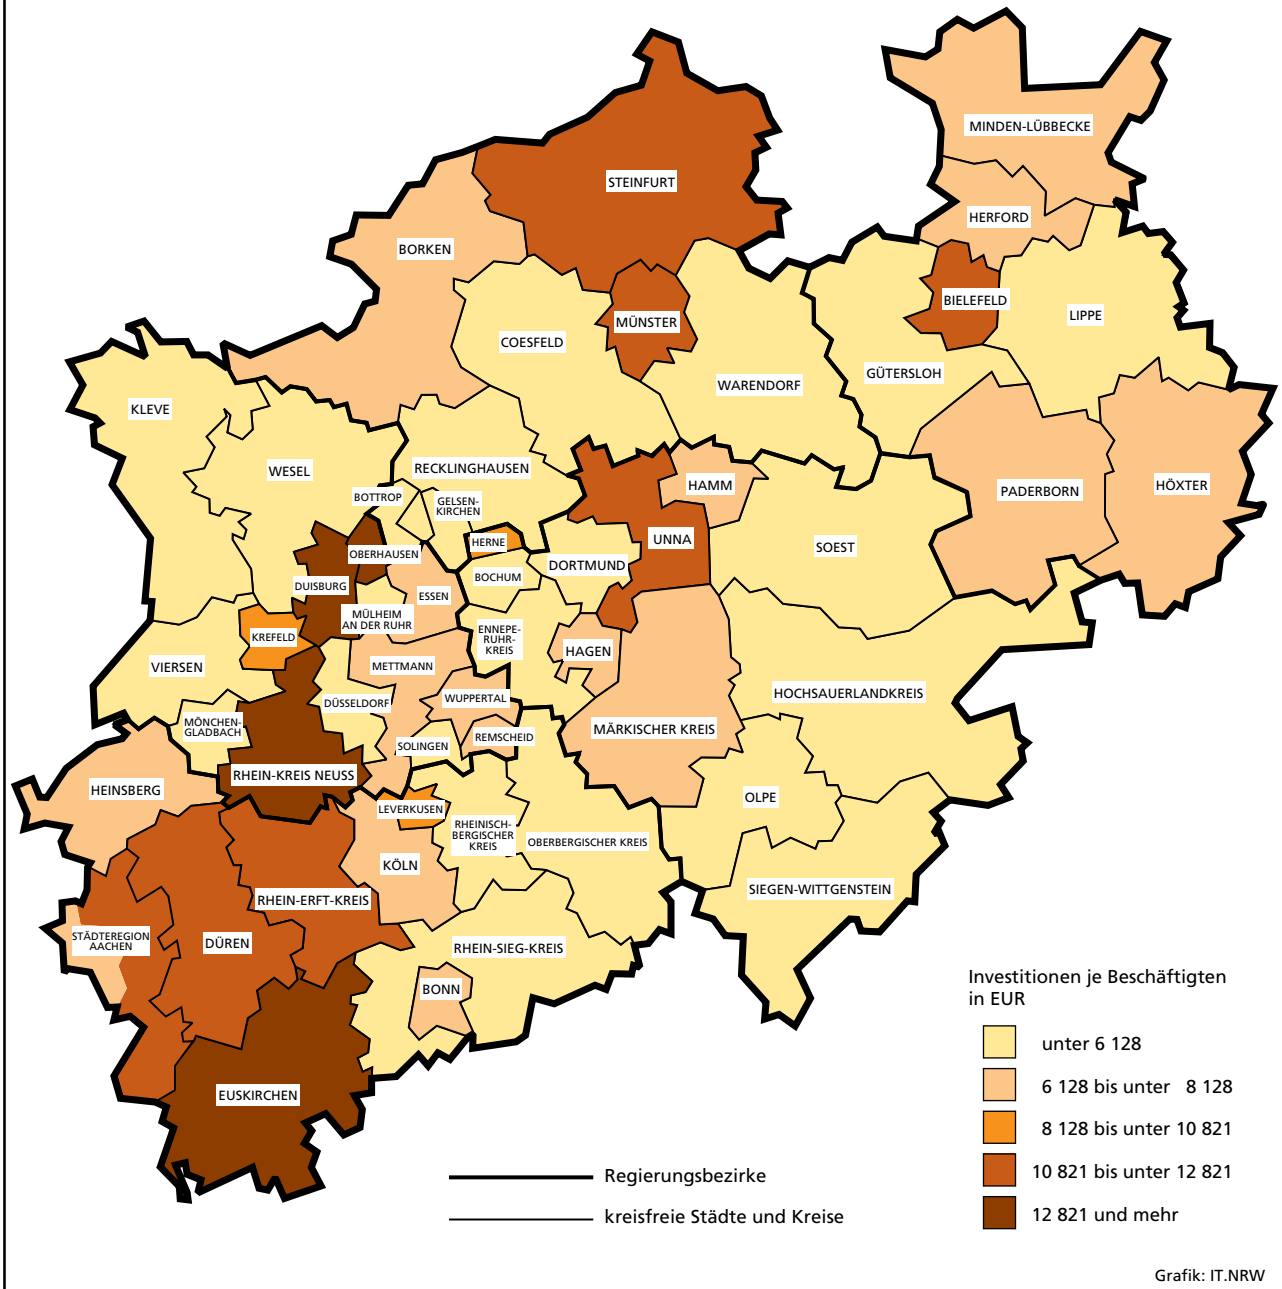 MINDEN-LÜBBECKE
STEINFURT
HERFORD
BORKEN
BIELEFELD
LIPPE
MÜNSTER
COESFELD
GÜTERSLOH
WARENDORF
KLEVE
RECKLINGHAUSEN
WESEL
HAMM
HÖXTER
PADERBORN
BOTTROP
GELSEN-
KIRCHEN
HERNE
UNNA
SOEST
OBERHAUSEN
DORTMUND
BOCHUM
DUISBURG
ESSEN
MÜLHEIM
AN DER RUHR
KREFELD
ENNEPE-
RUHR-
KREIS
HAGEN
VIERSEN
METTMANN
HOCHSAUERLANDKREIS
WUPPERTAL
DÜSSELDORF
MÖNCHEN-
GLADBACH
MÄRKISCHER KREIS
REMSCHEID
SOLINGEN
RHEIN-KREIS NEUSS
HEINSBERG
OLPE
LEVERKUSEN
RHEINISCH-
BERGISCHER
KREIS
OBERBERGISCHER KREIS
KÖLN
SIEGEN-WITTGENSTEIN
RHEIN-ERFT-KREIS
STÄDTEREGION
AACHEN
DÜREN
RHEIN-SIEG-KREIS
BONN
EUSKIRCHEN
Investitionen je Beschäftigten
in EUR
unter 6 128
6 128 bis unter 8 128
8 128 bis unter 10 821
10 821 bis unter 12 821
12 821 und mehr
Regierungsbezirke
kreisfreie Städte und Kreise
Grafik: IT.NRW